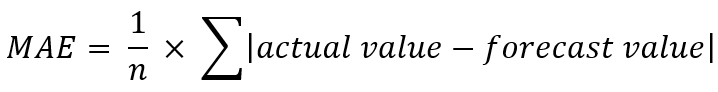 MAE = 1/n × ∑|actual value − forecast value|